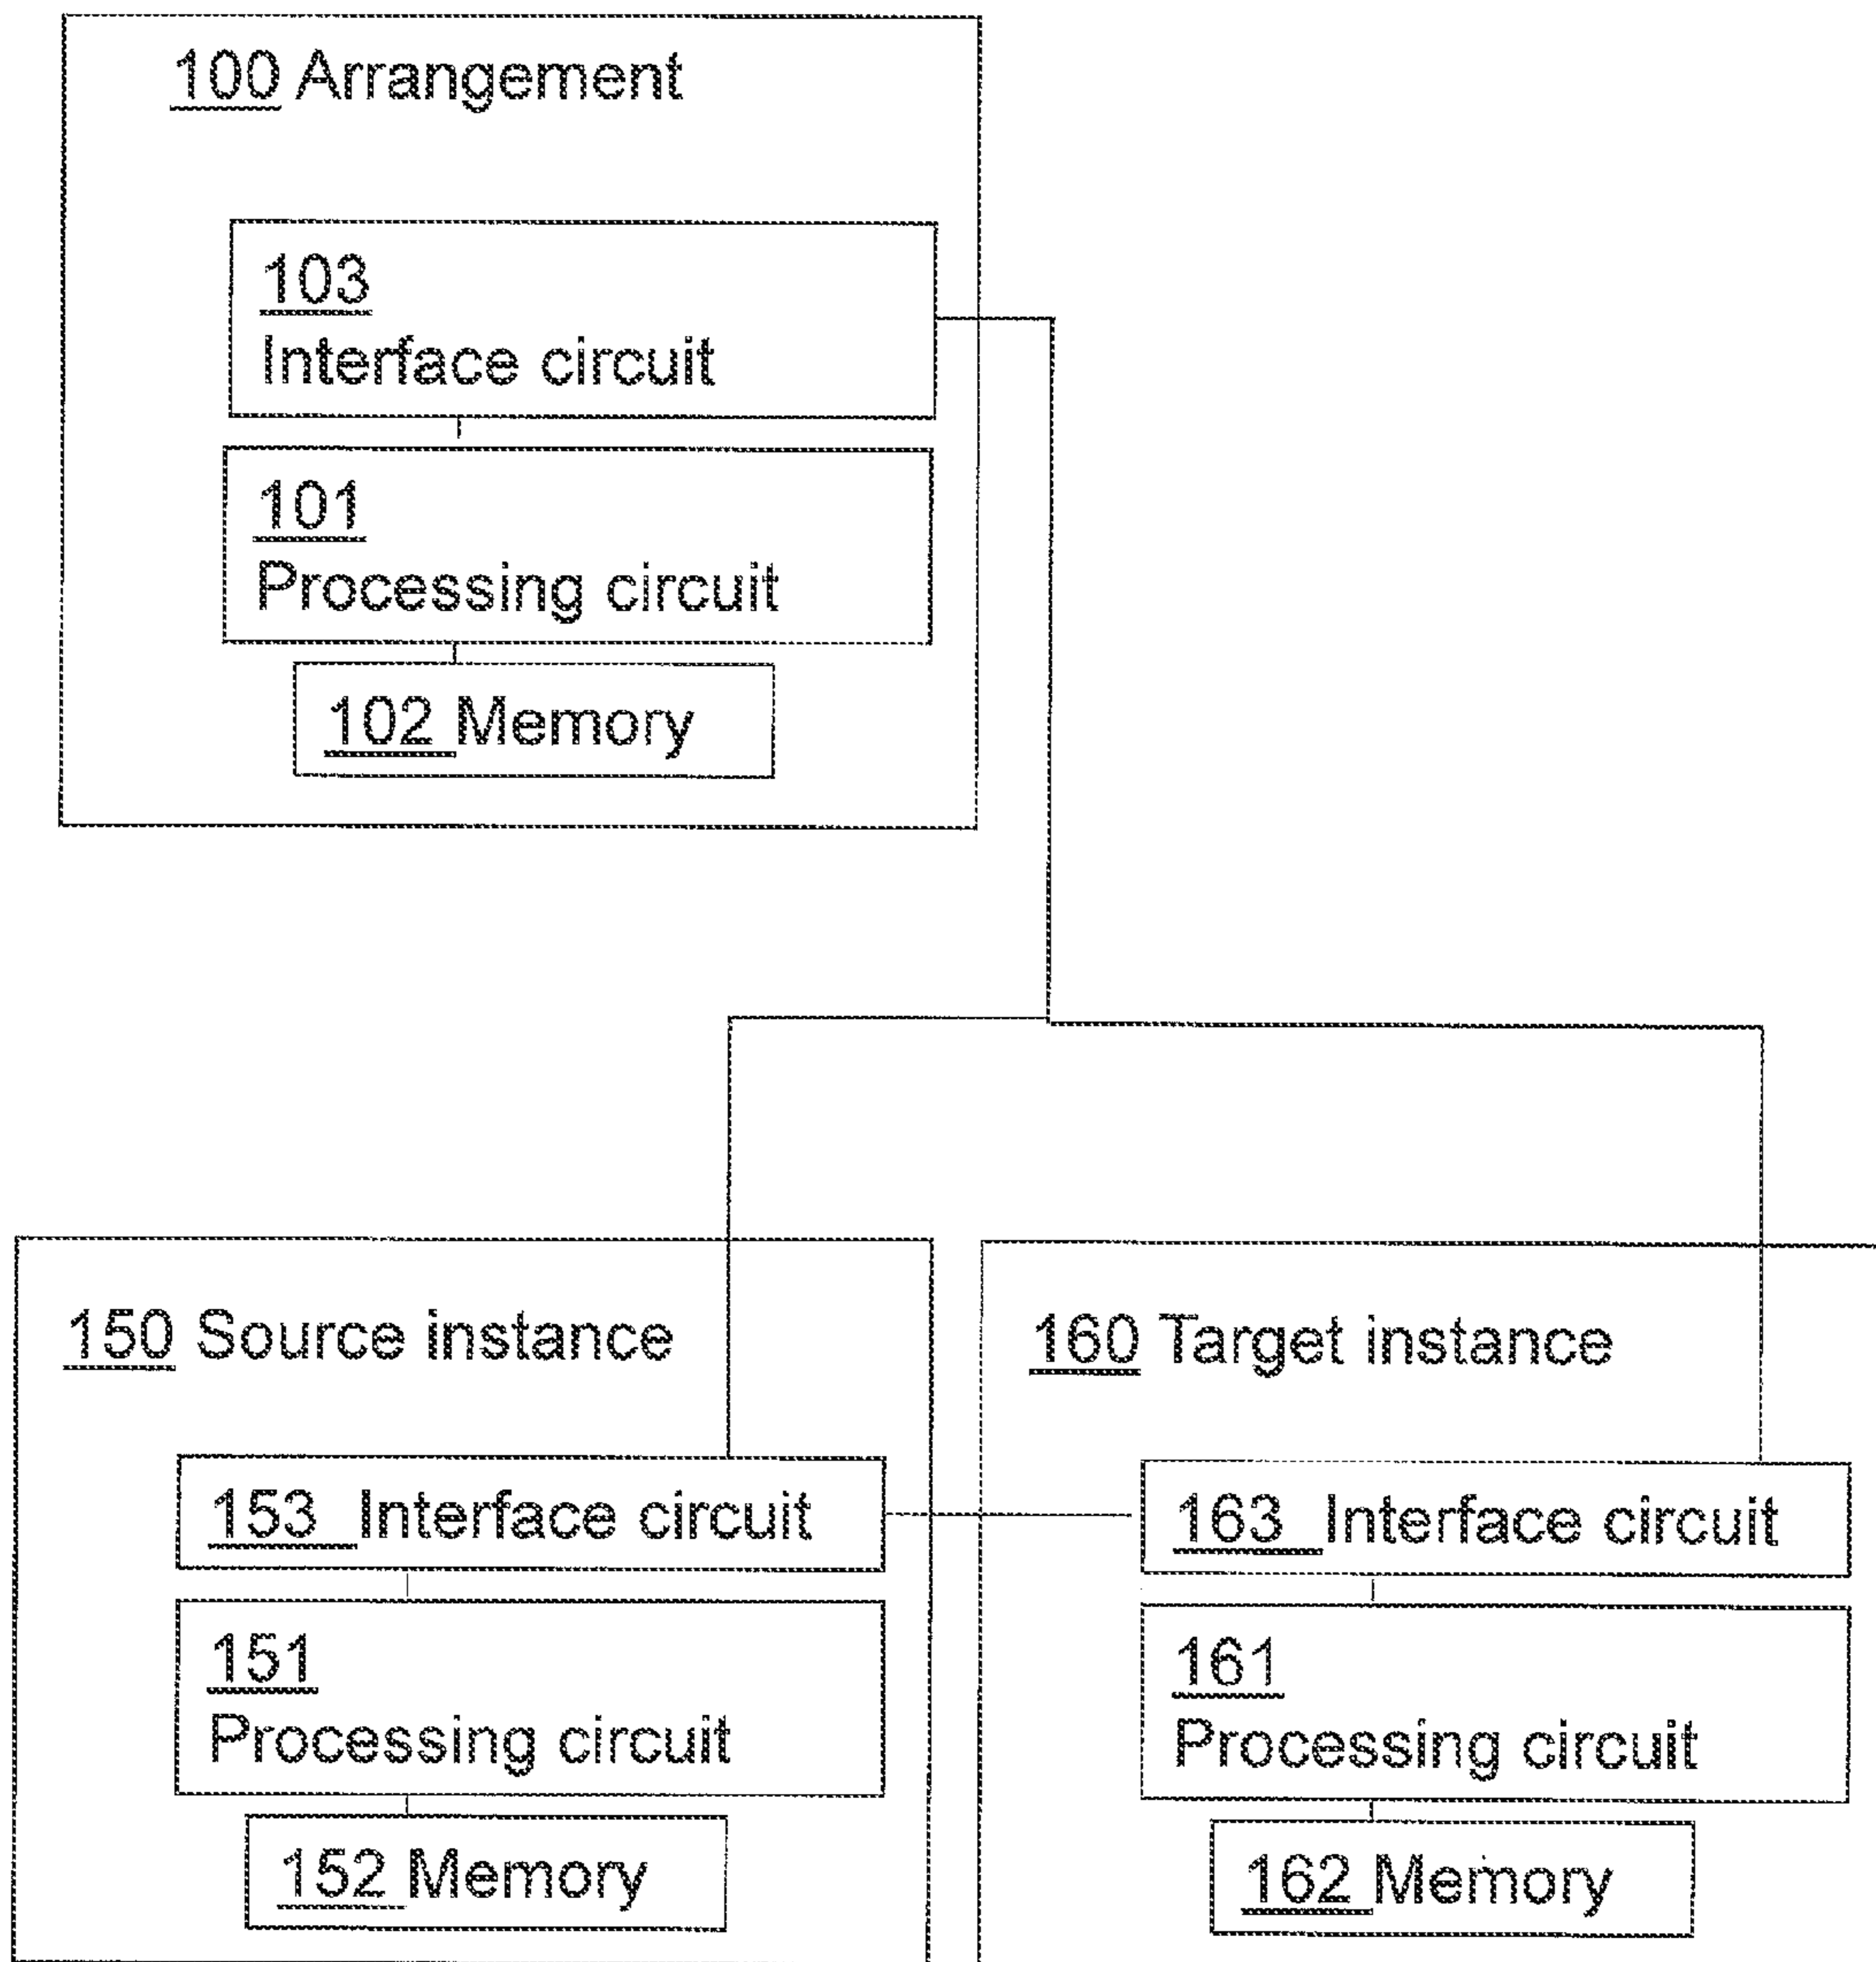 100 Arrangement
103
Interface circuit
101
Processing circuit
102 Memory
150 Source instance
153 Interface circuit
151
Processing circuit
152 Memory
160 Target instance
163 Interface circuit
161
Processing circuit
162 Memory